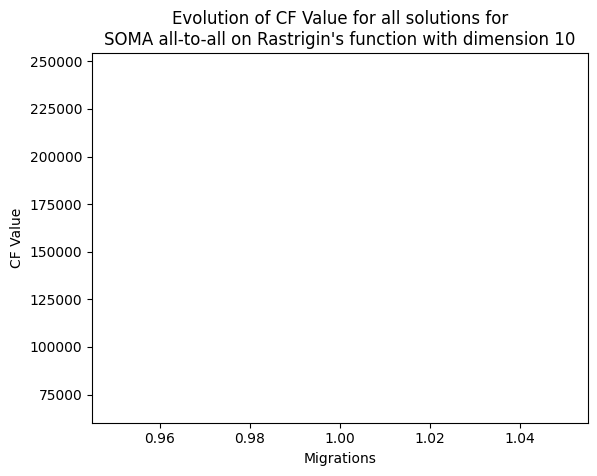 Evolution of CF Value for all solutions for
SOMA all-to-all on Rastrigin's function with dimension 10
250000
225000
200000
175000
150000
125000
100000
75000
CF Value
0.96 0.98 1.00 1.02 1.04
Migrations